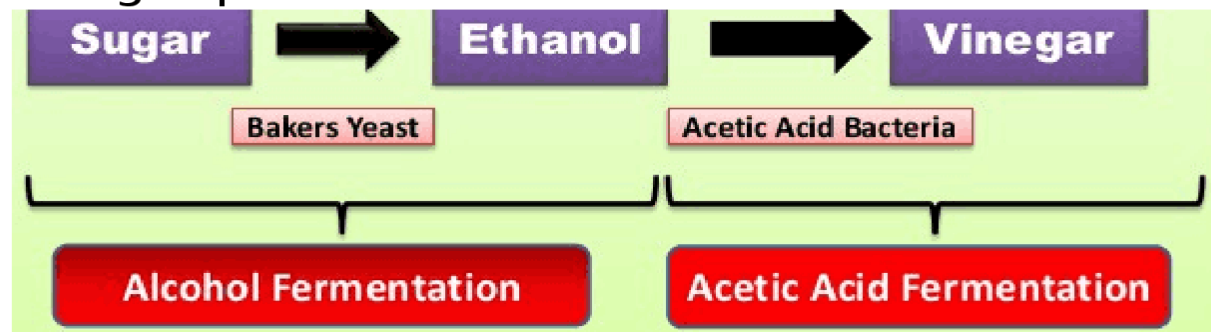 Sugar Ethanol Vinegar
Bakers Yeast Acetic Acid Bacteria
Alcohol Fermentation Acetic Acid Fermentation